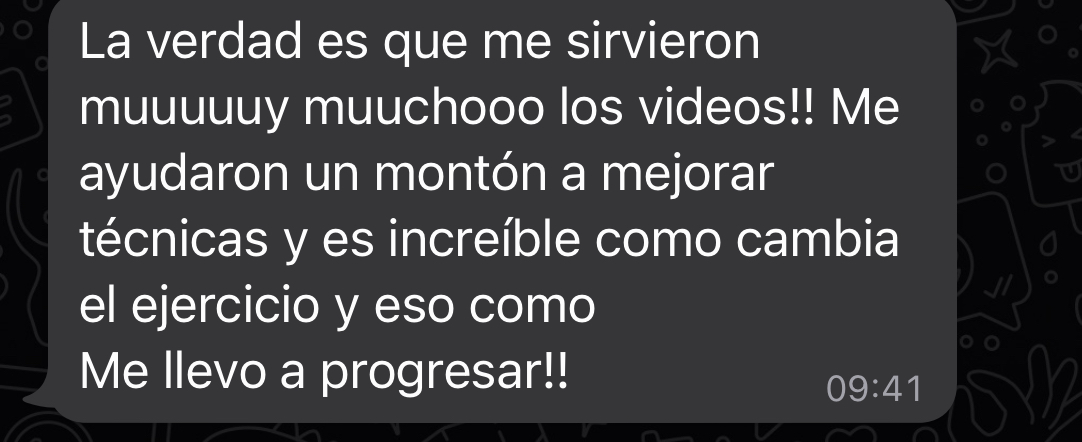 La verdad es que me sirvieron
muuuuuy muuchooo los videos!! Me
ayudaron un montón a mejorar
técnicas y es increíble como cambia
el ejercicio y eso como
Me llevo a progresar!!
09:41